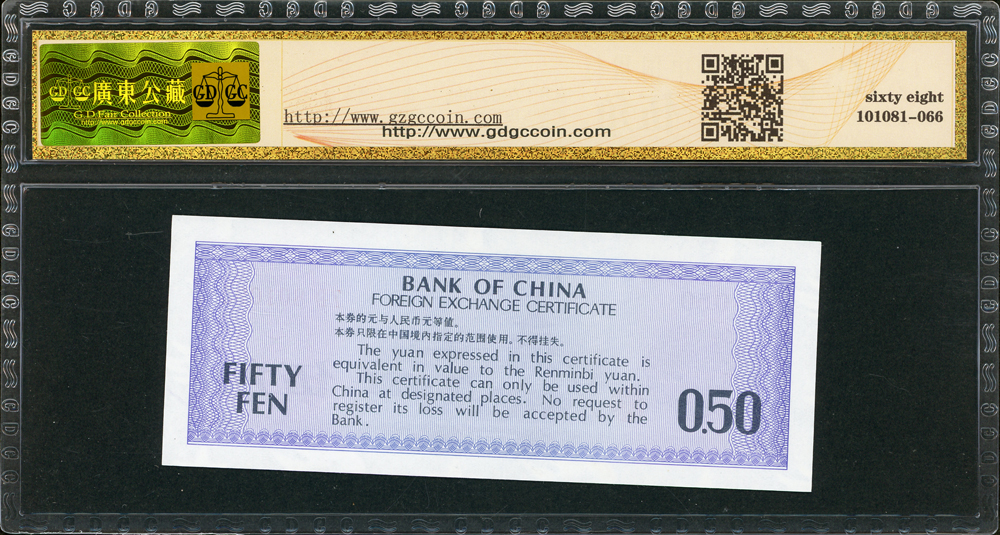 GD GC 廣東公藏
G D Fair Collection
http://www.gdgccoin.com
GD GC
http://www.gzgccoin.com
http://www.gdgccoin.com
sixty eight
101081-066
BANK OF CHINA
FOREIGN EXCHANGE CERTIFICATE
本券的元与人民币元等值。
本券只限在中国境内指定的范围使用。不得挂失。
The yuan expressed in this certificate is
equivalent in value to the Renminbi yuan.
This certificate can only be used within
China at designated places. No request to
register its loss will be accepted by the
Bank.
FIFTY
FEN
0.50